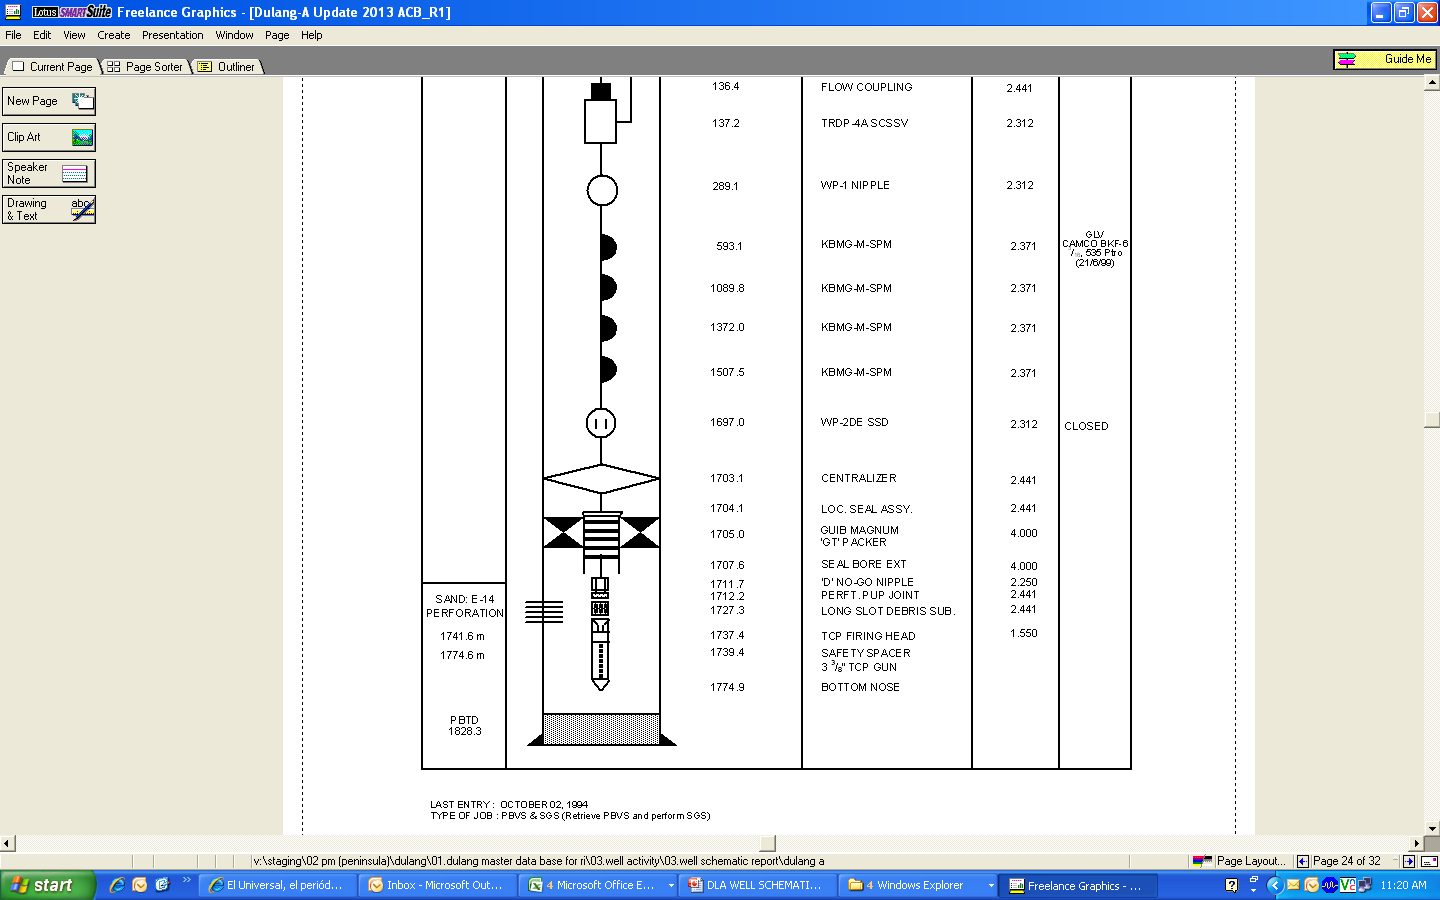 Lotus SMARTSuite Freelance Graphics - [Dulang-A Update 2013 ACB_R1]
File Edit View Create Presentation Window Page Help
Current Page Page Sorter Outliner Guide Me
New Page
Clip Art
Speaker
Note
Drawing
& Text
abc
136.4 FLOW COUPLING 2.441
137.2 TRDP-4A SCSSV 2.312
289.1 WP-1 NIPPLE 2.312
593.1 KBMG-M-SPM 2.371
GLV
CAMCO BKF-6
535 Ptro
(21/6/99)
1089.8 KBMG-M-SPM 2.371
1372.0 KBMG-M-SPM 2.371
1507.5 KBMG-M-SPM 2.371
1697.0 WP-2DE SSD 2.312 CLOSED
1703.1 CENTRALIZER 2.441
1704.1 LOC. SEAL ASSY. 2.441
1705.0 GUIB MAGNUM 4.000
'GT' PACKER
1707.6 SEAL BORE EXT 4.000
1711.7 'D' NO-GO NIPPLE 2.250
1712.2 PERFT. PUP JOINT 2.441
1727.3 LONG SLOT DEBRIS SUB. 2.441
1737.4 TCP FIRING HEAD 1.550
1739.4 SAFETY SPACER
3 3/8" TCP GUN
1774.9 BOTTOM NOSE
SAND: E-14
PERFORATION
1741.6 m
1774.6 m
PBTD
1828.3
LAST ENTRY : OCTOBER 02, 1994
TYPE OF JOB : PBVS & SGS (Retrieve PBVS and perform SGS)
v:\staging\02 pm (peninsula)\dulang\01.dulang master data base for ri\03.well activity\03.well schematic report\dulang a Page Layout... Page 24 of 32
start El Universal, el periód... Inbox - Microsoft Out... 4 Microsoft Office E... DLA WELL SCHEMATI... 4 Windows Explorer Freelance Graphics - ... 11:20 AM